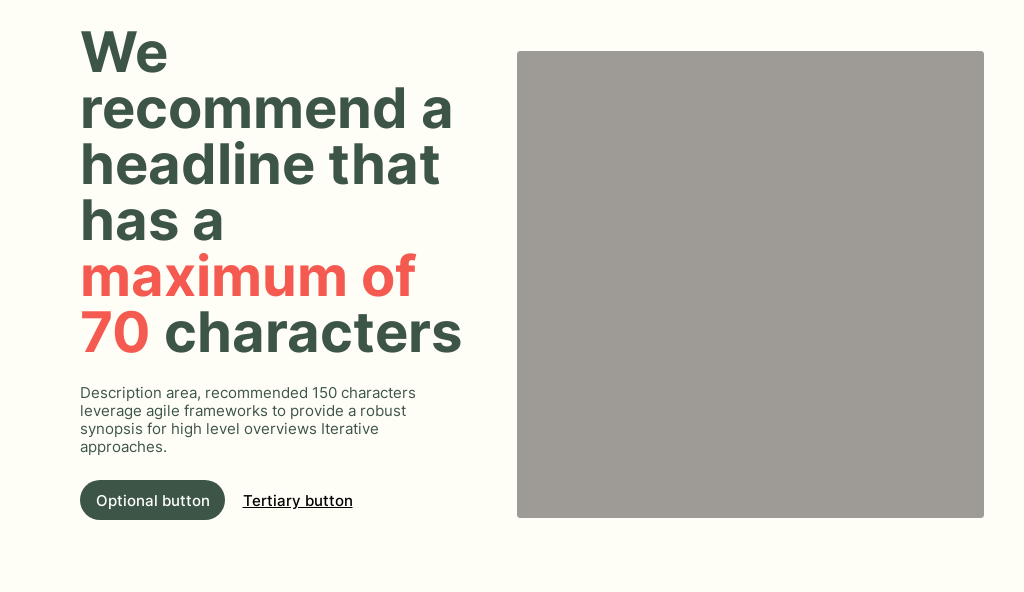 We
recommend a
headline that
has a
maximum of
70 characters
Description area, recommended 150 characters
leverage agile frameworks to provide a robust
synopsis for high level overviews Iterative
approaches.
Optional button
Tertiary button